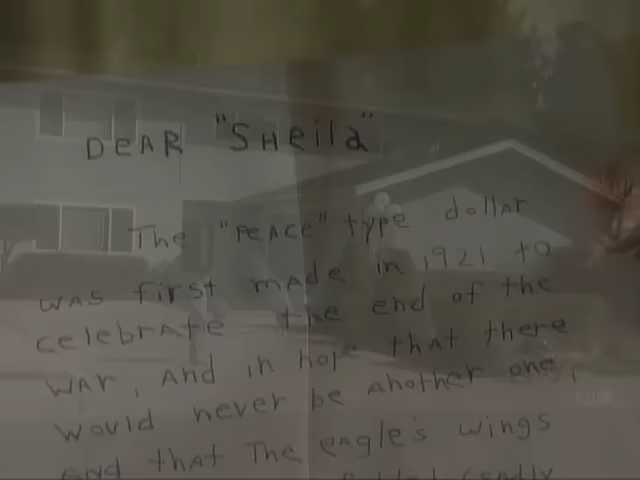 DEAR "SHEila"
The "PEACE" type dollar
was first made in 1921 to
celebrate the end of the
war, and in hope that there
would never be another one,
and that The eagle's wings